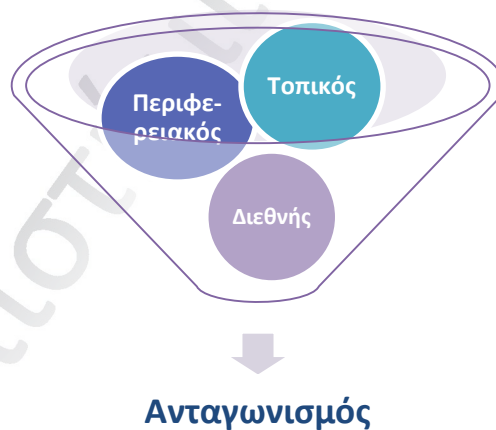 Περιφε-
ρειακός
Τοπικός
Διεθνής
Ανταγωνισμός